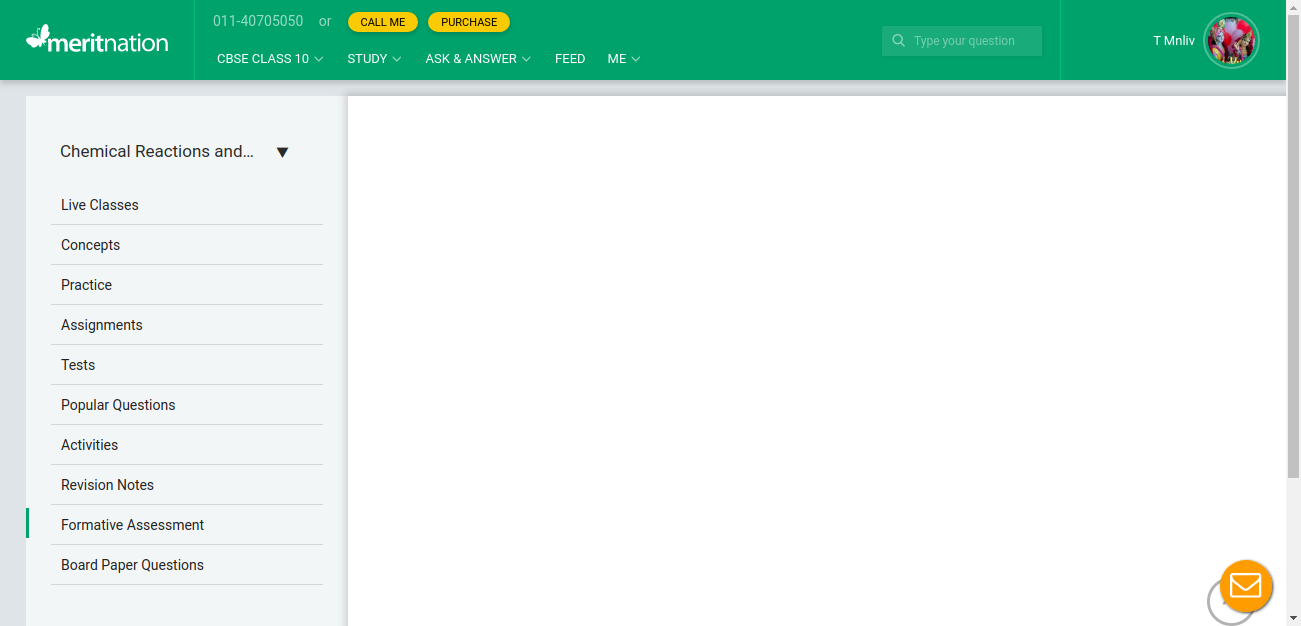 meritnation
011-40705050 or CALL ME PURCHASE
CBSE CLASS 10 STUDY ASK & ANSWER FEED ME
Type your question
T Mnliv
Chemical Reactions and...
Live Classes
Concepts
Practice
Assignments
Tests
Popular Questions
Activities
Revision Notes
Formative Assessment
Board Paper Questions